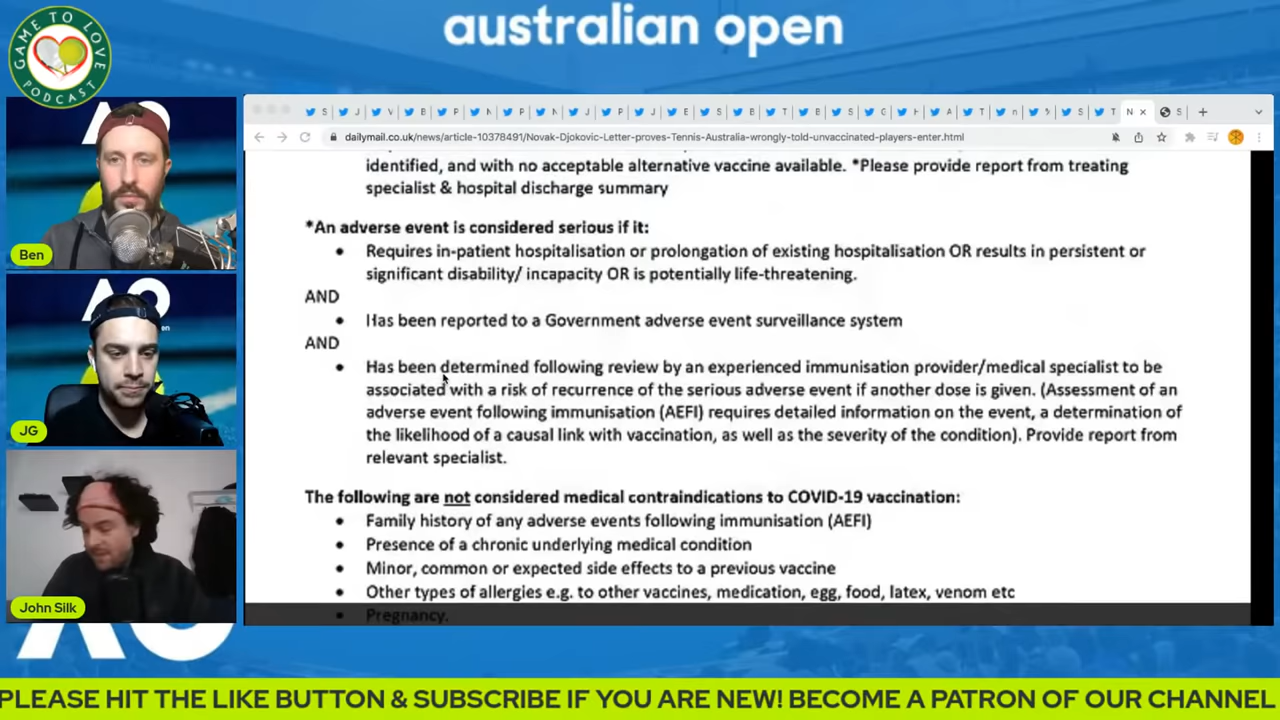 australian open
GAME TO LOVE
PODCAST
Ben
JG
John Silk
dailymail.co.uk/news/article-10378491/Novak-Djokovic-Letter-proves-Tennis-Australia-wrongly-told-unvaccinated-players-enter.html
identified, and with no acceptable alternative vaccine available. *Please provide report from treating
specialist & hospital discharge summary
*An adverse event is considered serious if it:
• Requires in-patient hospitalisation or prolongation of existing hospitalisation OR results in persistent or
significant disability/ incapacity OR is potentially life-threatening.
AND
• Has been reported to a Government adverse event surveillance system
AND
• Has been determined following review by an experienced immunisation provider/medical specialist to be
associated with a risk of recurrence of the serious adverse event if another dose is given. (Assessment of an
adverse event following immunisation (AEFI) requires detailed information on the event, a determination of
the likelihood of a causal link with vaccination, as well as the severity of the condition). Provide report from
relevant specialist.
The following are not considered medical contraindications to COVID-19 vaccination:
• Family history of any adverse events following immunisation (AEFI)
• Presence of a chronic underlying medical condition
• Minor, common or expected side effects to a previous vaccine
• Other types of allergies e.g. to other vaccines, medication, egg, food, latex, venom etc
• Pregnancy.
PLEASE HIT THE LIKE BUTTON & SUBSCRIBE IF YOU ARE NEW! BECOME A PATRON OF OUR CHANNEL